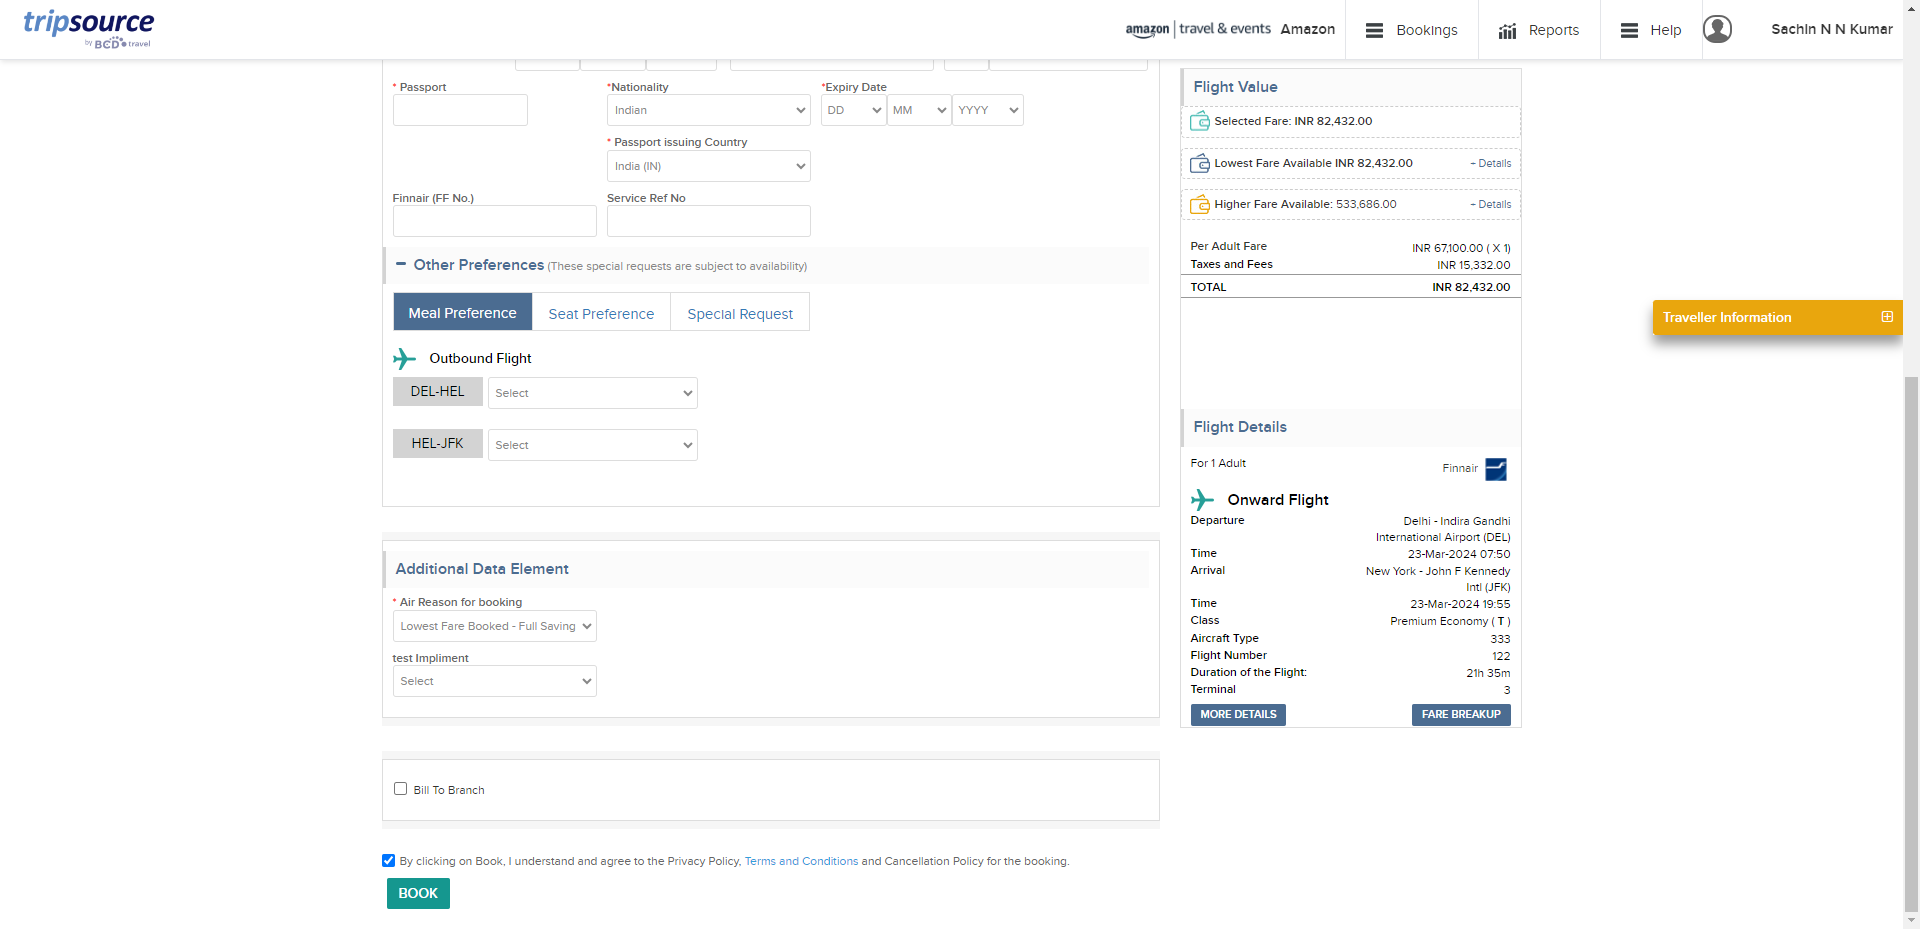 tripsource
by BCD travel
amazon | travel & events Amazon
Bookings
Reports
Help
Sachin N N Kumar
* Passport
*Nationality
*Expiry Date
Indian
DD
MM
YYYY
* Passport issuing Country
India (IN)
Finnair (FF No.)
Service Ref No
Other Preferences (These special requests are subject to availability)
Meal Preference
Seat Preference
Special Request
Outbound Flight
DEL-HEL
Select
HEL-JFK
Select
Additional Data Element
* Air Reason for booking
Lowest Fare Booked - Full Saving
test Impliment
Select
Bill To Branch
By clicking on Book, I understand and agree to the Privacy Policy, Terms and Conditions and Cancellation Policy for the booking.
BOOK
Flight Value
Selected Fare: INR 82,432.00
Lowest Fare Available INR 82,432.00 + Details
Higher Fare Available: 533,686.00 + Details
Per Adult Fare INR 67,100.00 ( X 1)
Taxes and Fees INR 15,332.00
TOTAL INR 82,432.00
Flight Details
For 1 Adult Finnair
Onward Flight
Departure Delhi - Indira Gandhi
International Airport (DEL)
Time 23-Mar-2024 07:50
Arrival New York - John F Kennedy
Intl (JFK)
Time 23-Mar-2024 19:55
Class Premium Economy ( T )
Aircraft Type 333
Flight Number 122
Duration of the Flight: 21h 35m
Terminal 3
MORE DETAILS
FARE BREAKUP
Traveller Information